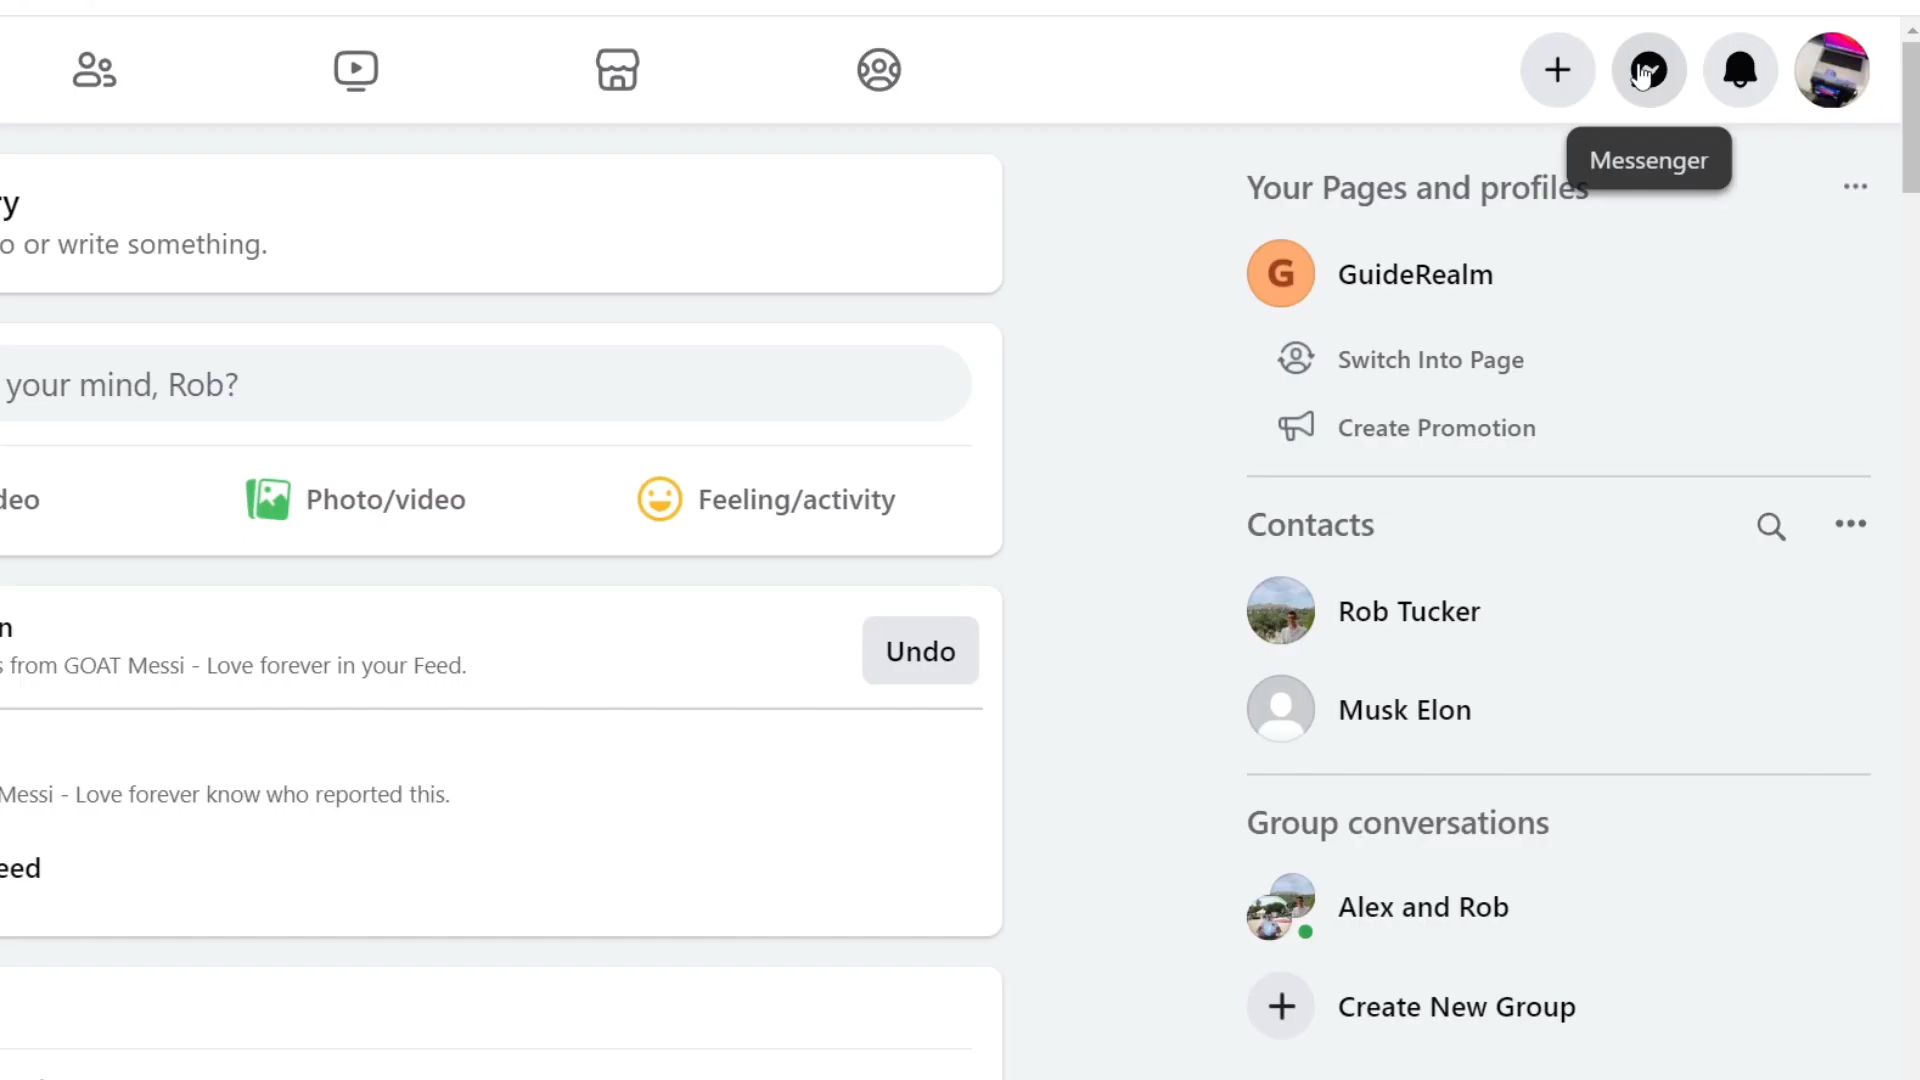 Messenger
Your Pages and profiles
G
GuideRealm
Switch Into Page
Create Promotion
Contacts
Rob Tucker
Musk Elon
Group conversations
Alex and Rob
Create New Group
ry
o or write something.
your mind, Rob?
deo
Photo/video
Feeling/activity
n
s from GOAT Messi - Love forever in your Feed.
Undo
Messi - Love forever know who reported this.
eed